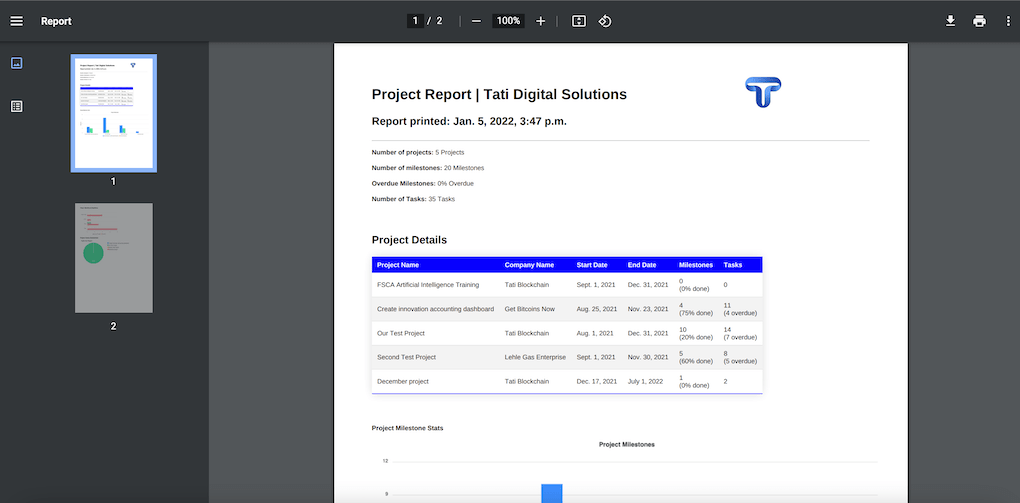 Report
1 / 2
100%
1
2
Project Report | Tati Digital Solutions
Report printed: Jan. 5, 2022, 3:47 p.m.
Number of projects: 5 Projects
Number of milestones: 20 Milestones
Overdue Milestones: 0% Overdue
Number of Tasks: 35 Tasks
Project Details
Project Name Company Name Start Date End Date Milestones Tasks
FSCA Artificial Intelligence Training Tati Blockchain Sept. 1, 2021 Dec. 31, 2021 0 (0% done) 0
Create innovation accounting dashboard Get Bitcoins Now Aug. 25, 2021 Nov. 23, 2021 4 (75% done) 11 (4 overdue)
Our Test Project Tati Blockchain Aug. 1, 2021 Dec. 31, 2021 10 (20% done) 14 (7 overdue)
Second Test Project Lehle Gas Enterprise Sept. 1, 2021 Nov. 30, 2021 5 (60% done) 8 (5 overdue)
December project Tati Blockchain Dec. 17, 2021 July 1, 2022 1 (0% done) 2
Project Milestone Stats
Project Milestones
12
9